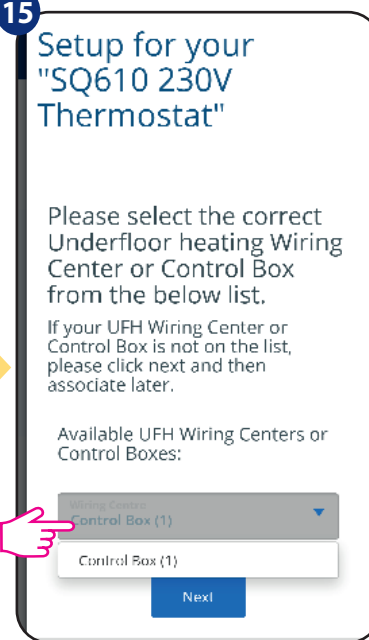 15
Setup for your
"SQ610 230V
Thermostat"
Please select the correct
Underfloor heating Wiring
Center or Control Box
from the below list.
If your UFH Wiring Center or
Control Box is not on the list,
please click next and then
associate later.
Available UFH Wiring Centers or
Control Boxes:
Wiring Centre
Control Box (1)
Control Box (1)
Next